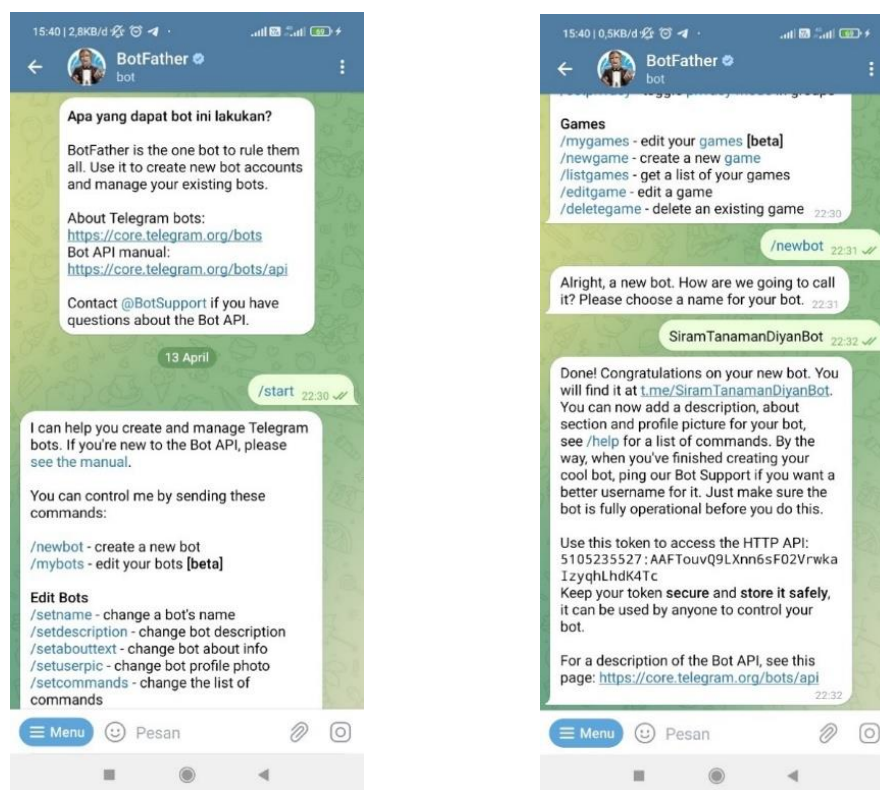 15:40 | 2,8KB/d
BotFather
bot
Apa yang dapat bot ini lakukan?
BotFather is the one bot to rule them
all. Use it to create new bot accounts
and manage your existing bots.
About Telegram bots:
https://core.telegram.org/bots
Bot API manual:
https://core.telegram.org/bots/api
Contact @BotSupport if you have
questions about the Bot API.
13 April
/start 22:30
I can help you create and manage Telegram
bots. If you're new to the Bot API, please
see the manual.
You can control me by sending these
commands:
/newbot - create a new bot
/mybots - edit your bots [beta]
Edit Bots
/setname - change a bot's name
/setdescription - change bot description
/setabouttext - change bot about info
/setuserpic - change bot profile photo
/setcommands - change the list of
commands
Menu Pesan
15:40 | 0,5KB/d
BotFather
bot
Games
/mygames - edit your games [beta]
/newgame - create a new game
/listgames - get a list of your games
/editgame - edit a game
/deletegame - delete an existing game 22:30
/newbot 22:31
Alright, a new bot. How are we going to call
it? Please choose a name for your bot. 22:31
SiramTanamanDiyanBot 22:32
Done! Congratulations on your new bot. You
will find it at t.me/SiramTanamanDiyanBot.
You can now add a description, about
section and profile picture for your bot,
see /help for a list of commands. By the
way, when you've finished creating your
cool bot, ping our Bot Support if you want a
better username for it. Just make sure the
bot is fully operational before you do this.
Use this token to access the HTTP API:
5105235527:AAFTouvQ9LXnn6sFO2Vrwka
IzyqhLhdK4Tc
Keep your token secure and store it safely,
it can be used by anyone to control your
bot.
For a description of the Bot API, see this
page: https://core.telegram.org/bots/api
22:32
Menu Pesan